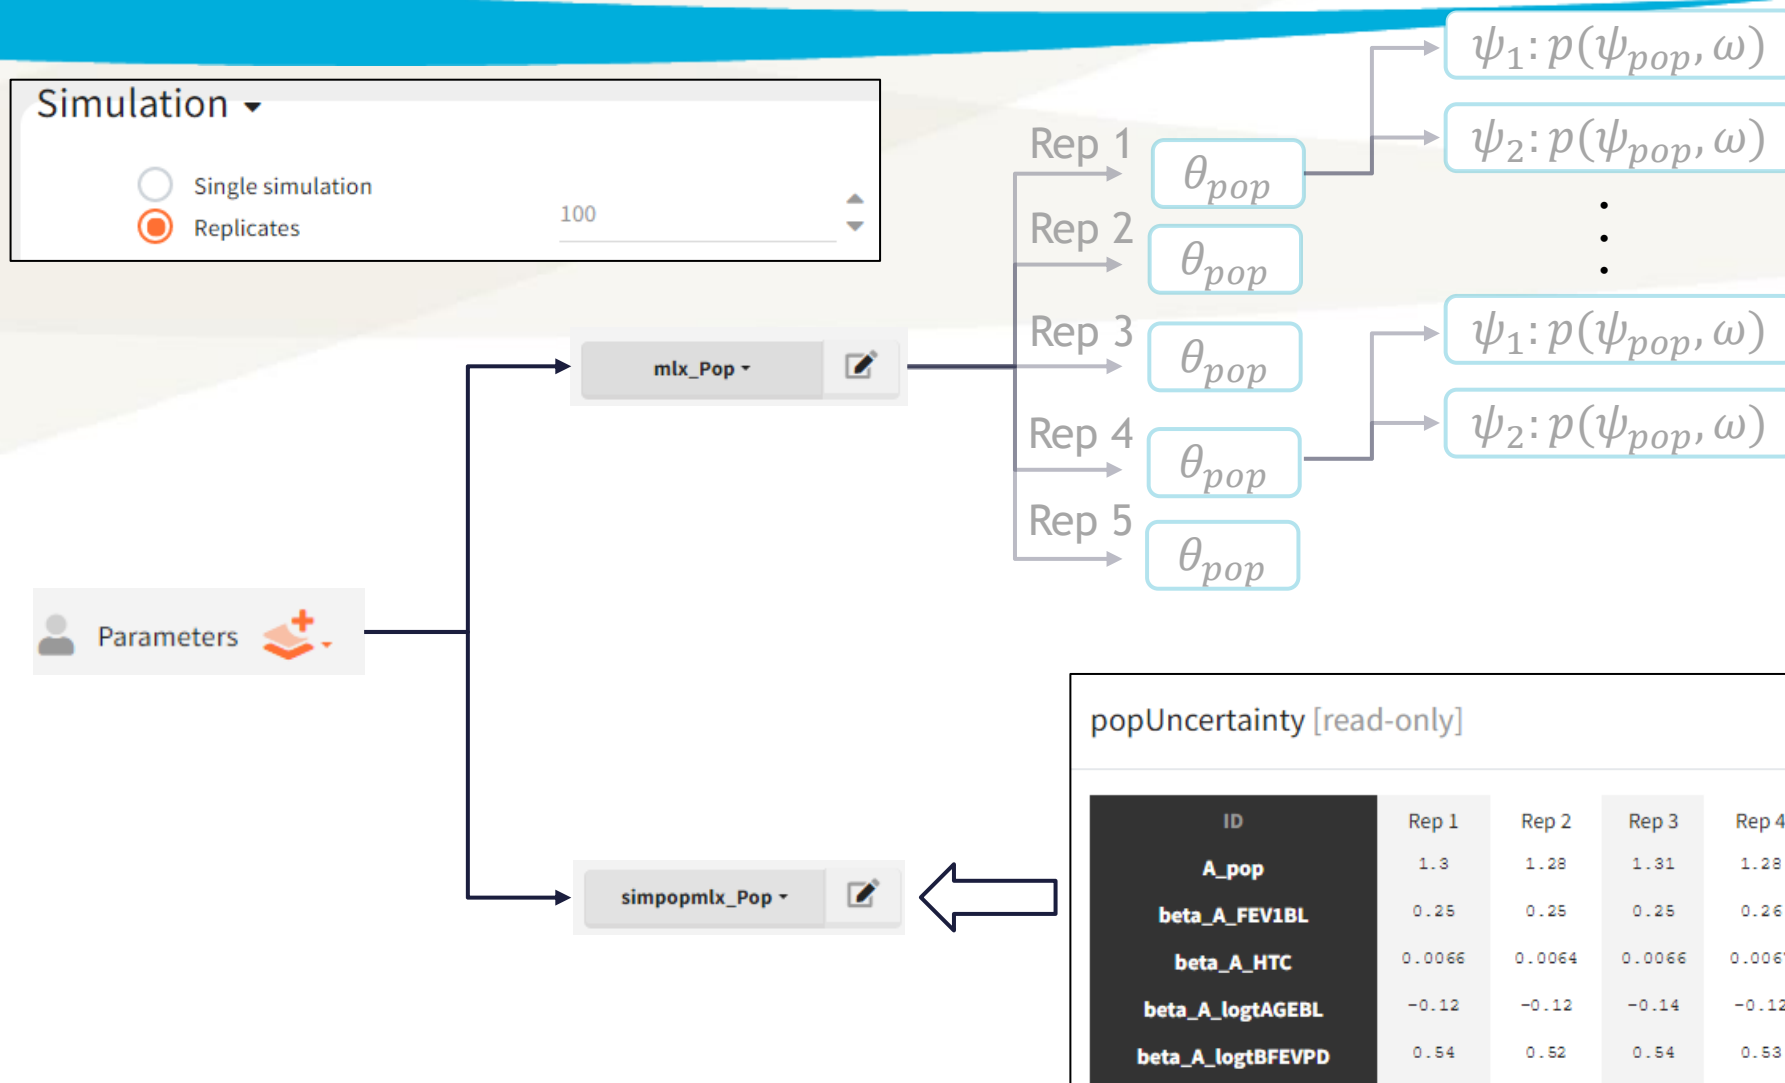 Simulation
Single simulation
Replicates
100
Rep 1
θpop
ψ1: p(ψpop, ω)
ψ2: p(ψpop, ω)
Rep 2
θpop
Rep 3
θpop
ψ1: p(ψpop, ω)
Rep 4
θpop
ψ2: p(ψpop, ω)
Rep 5
θpop
mlx_Pop
Parameters
simpopmlx_Pop
popUncertainty [read-only]
ID Rep 1 Rep 2 Rep 3 Rep 4
A_pop 1.3 1.28 1.31 1.28
beta_A_FEV1BL 0.25 0.25 0.25 0.26
beta_A_HTC 0.0066 0.0064 0.0066
beta_A_logtAGEBL -0.12 -0.12 -0.14 -0.12
beta_A_logtBFEVPD 0.54 0.52 0.54 0.53